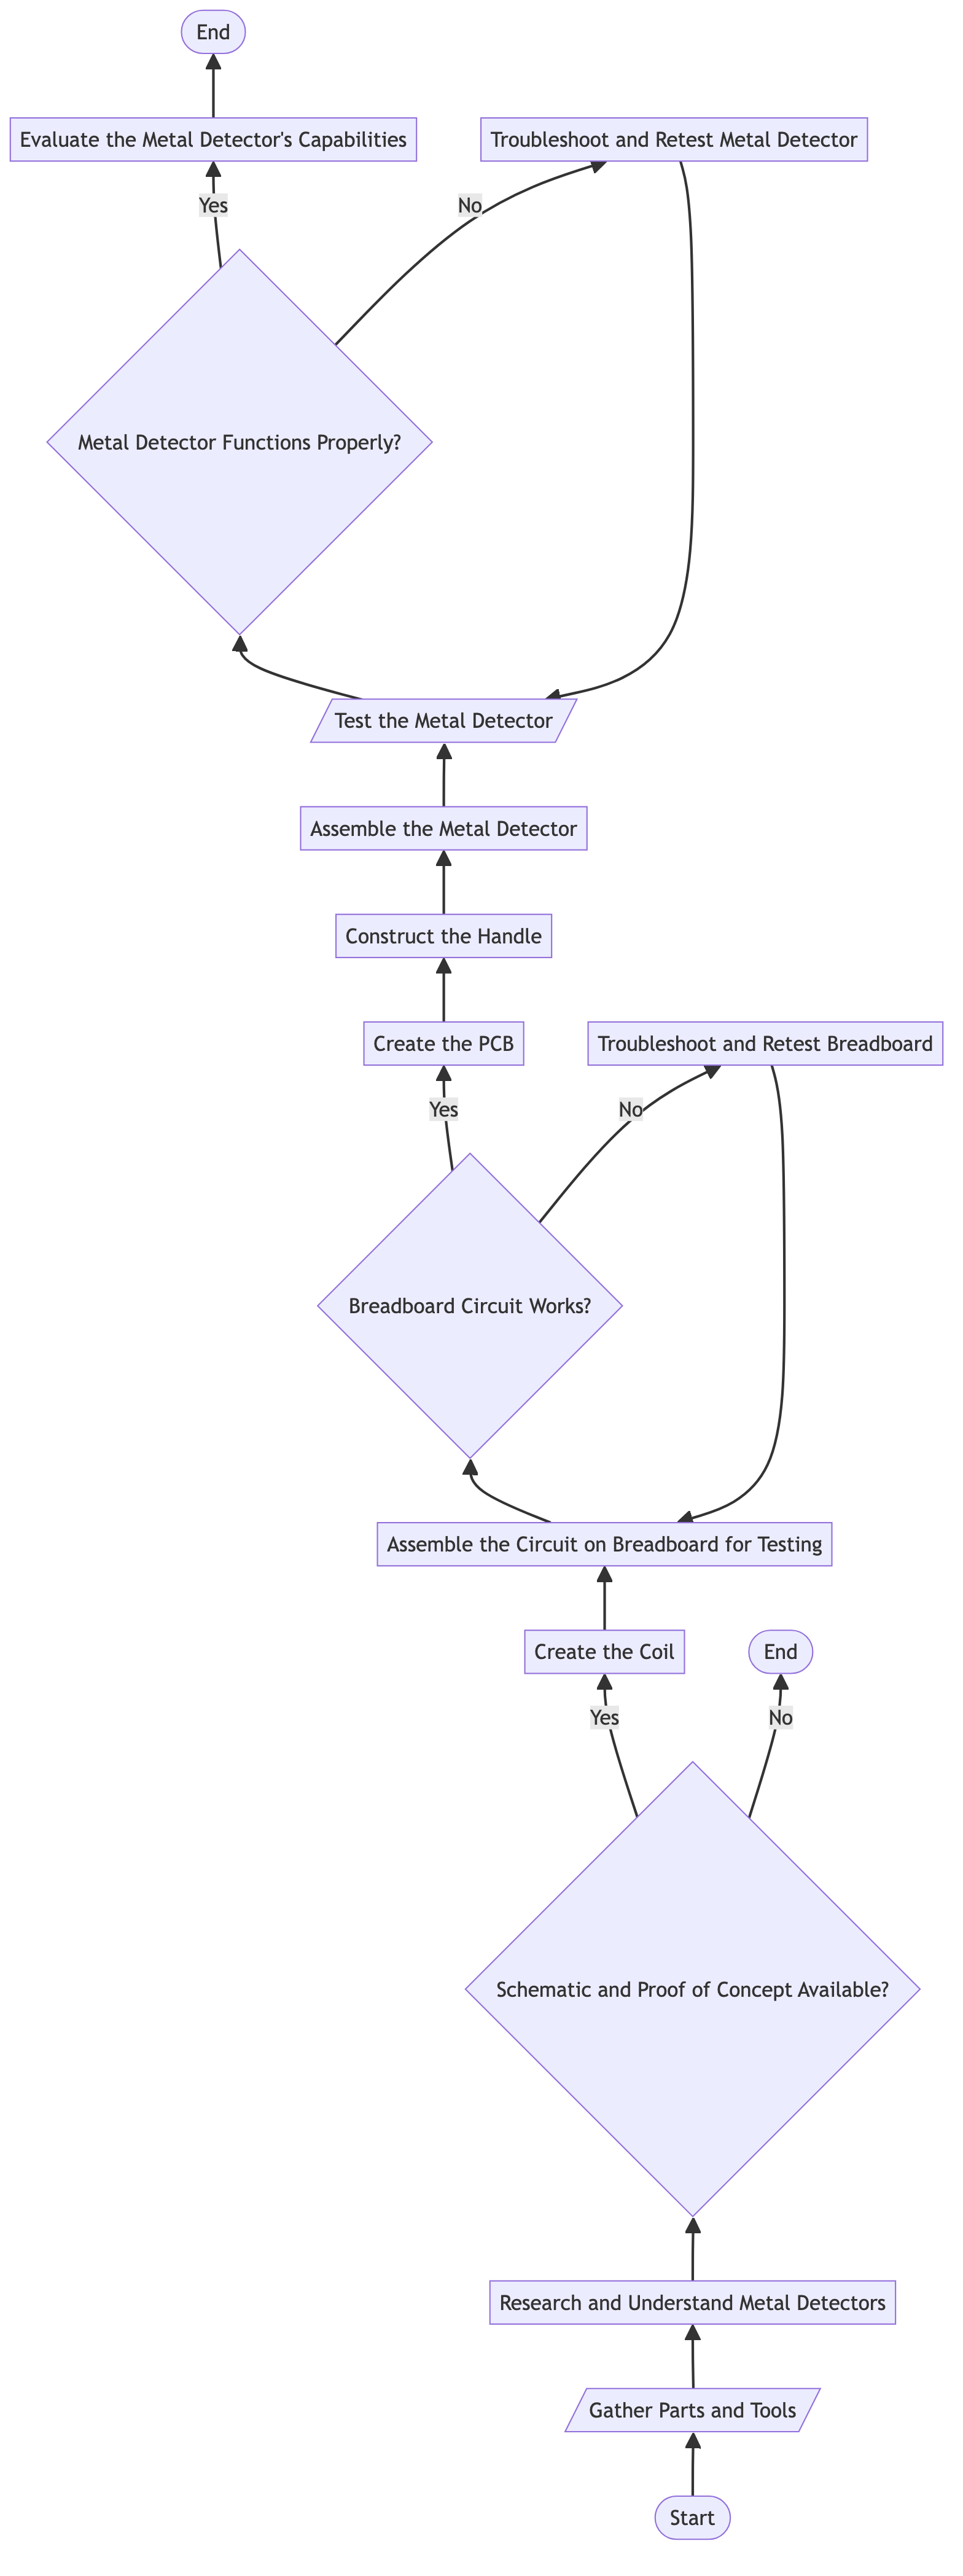 End
Evaluate the Metal Detector's Capabilities
Troubleshoot and Retest Metal Detector
Yes
No
Metal Detector Functions Properly?
Test the Metal Detector
Assemble the Metal Detector
Construct the Handle
Create the PCB
Troubleshoot and Retest Breadboard
Yes
No
Breadboard Circuit Works?
Assemble the Circuit on Breadboard for Testing
Create the Coil
End
Yes
No
Schematic and Proof of Concept Available?
Research and Understand Metal Detectors
Gather Parts and Tools
Start